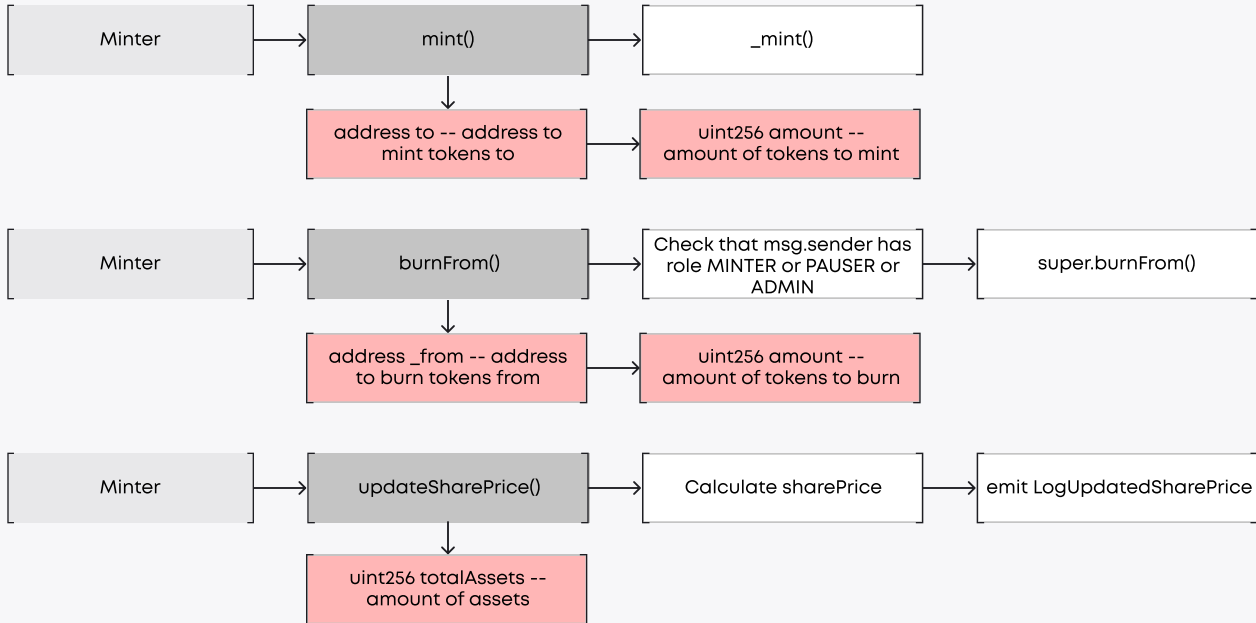 Minter
mint()
_mint()
address to -- address to
mint tokens to
uint256 amount --
amount of tokens to mint
Minter
burnFrom()
Check that msg.sender has
role MINTER or PAUSER or
ADMIN
super.burnFrom()
address _from -- address
to burn tokens from
uint256 amount --
amount of tokens to burn
Minter
updateSharePrice()
Calculate sharePrice
emit LogUpdatedSharePrice
uint256 totalAssets --
amount of assets